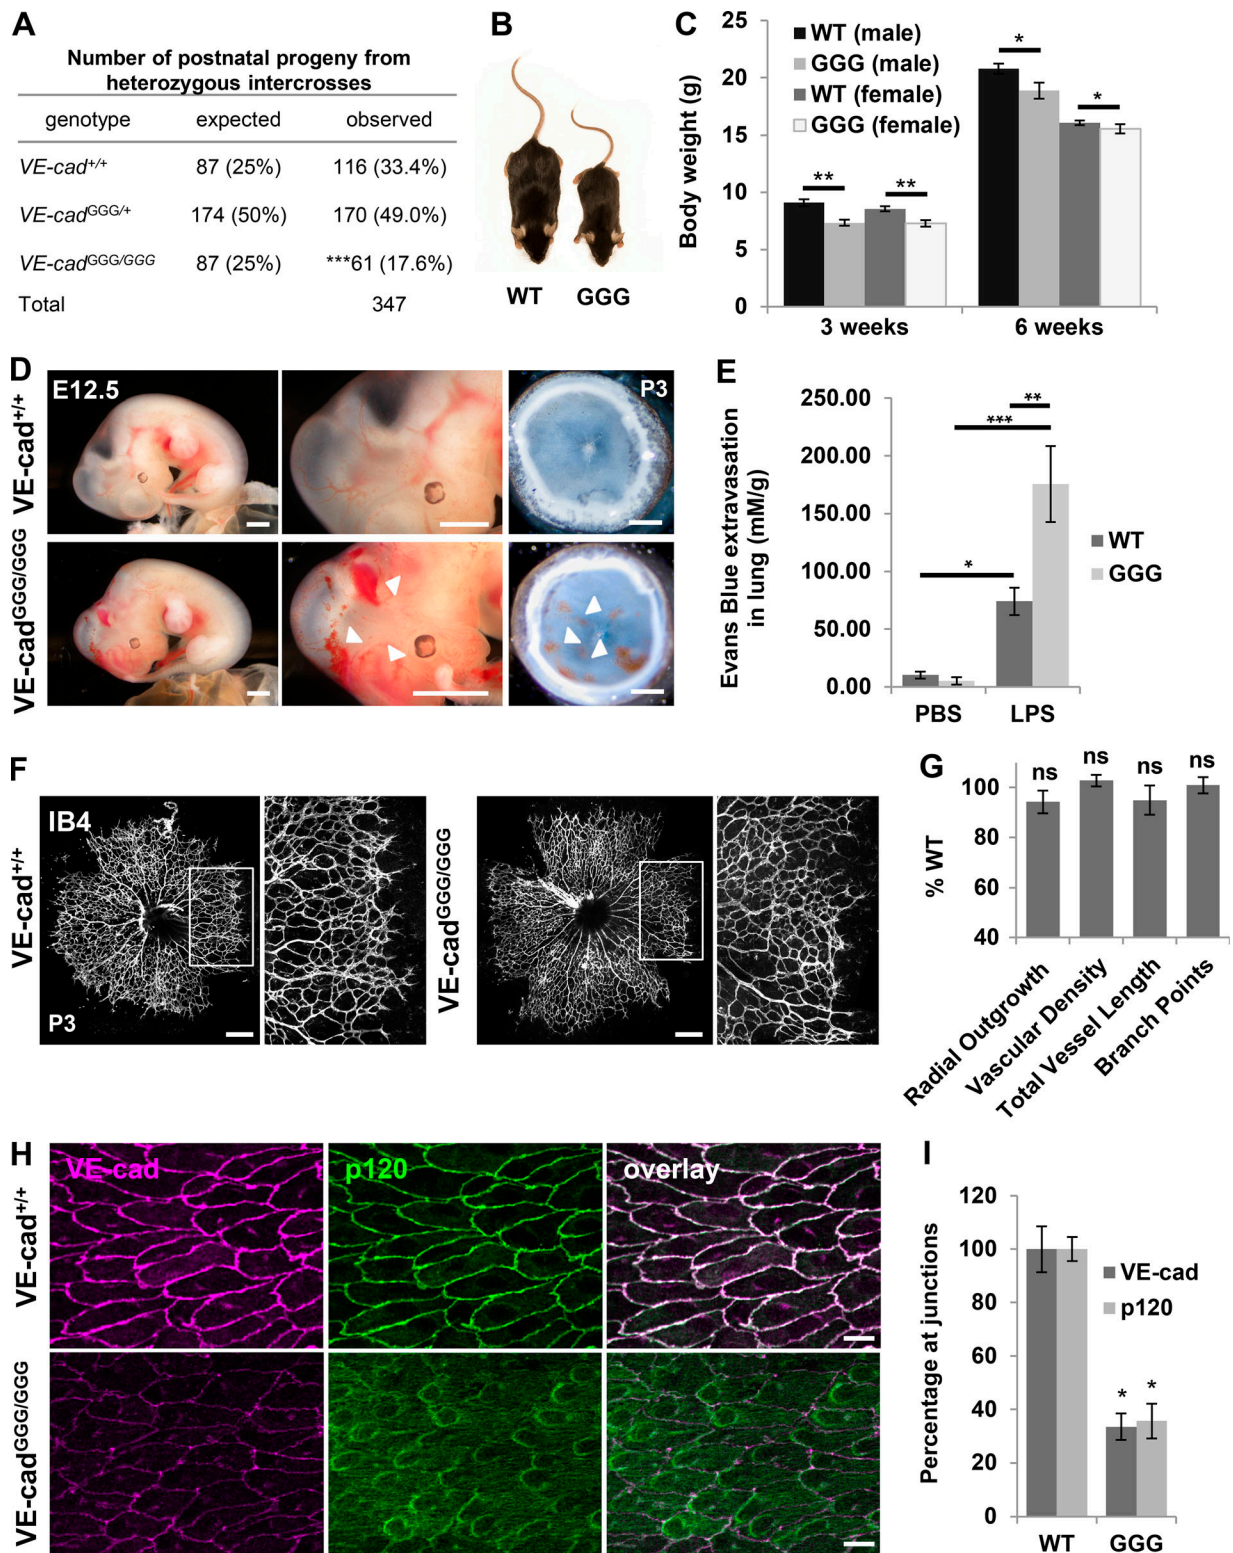 A
Number of postnatal progeny from
heterozygous intercrosses
genotype expected observed
VE-cad+/+ 87 (25%) 116 (33.4%)
VE-cadGGG/+ 174 (50%) 170 (49.0%)
VE-cadGGG/GGG 87 (25%) ***61 (17.6%)
Total 347
B
WT GGG
C
WT (male)
GGG (male)
WT (female)
GGG (female)
Body weight (g)
25
20
15
10
5
0
** ** * *
3 weeks 6 weeks
D
VE-cad+/+
VE-cadGGG/GGG
E12.5
P3
E
Evans Blue extravasation
in lung (mM/g)
250.00
200.00
150.00
100.00
50.00
0.00
**
***
*
WT
GGG
PBS LPS
F
VE-cad+/+
IB4
P3
VE-cadGGG/GGG
G
% WT
100
80
60
40
ns ns ns ns
Radial Outgrowth
Vascular Density
Total Vessel Length
Branch Points
H
VE-cad+/+
VE-cadGGG/GGG
VE-cad p120 overlay
I
Percentage at junctions
120
100
80
60
40
20
0
VE-cad
p120
* *
WT GGG